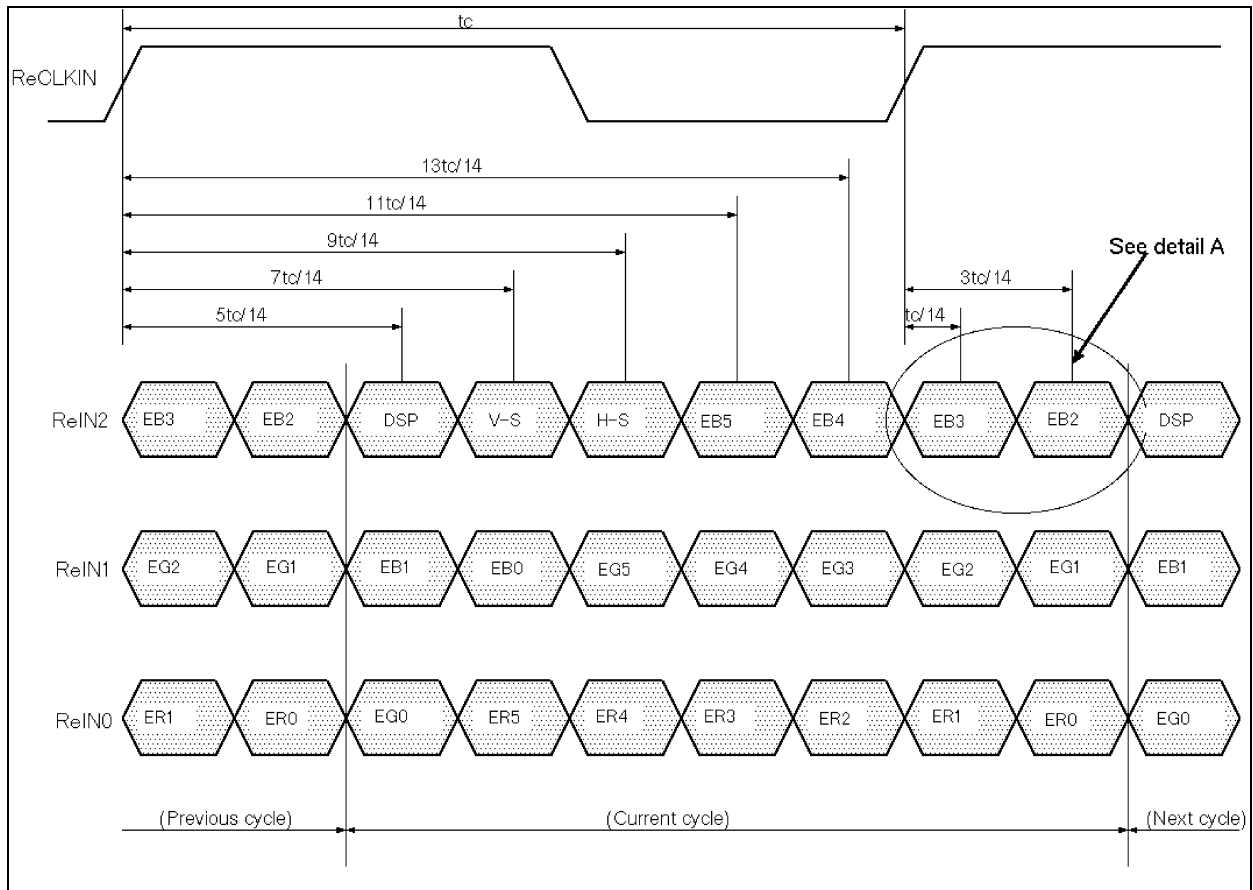 tc
ReCLKIN
13tc/14
11tc/14
9tc/14
See detail A
7tc/14
3tc/14
5tc/14
tc/14
ReIN2 EB3 EB2 DSP V-S H-S EB5 EB4 EB3 EB2 DSP
ReIN1 EG2 EG1 EB1 EB0 EG5 EG4 EG3 EG2 EG1 EB1
ReIN0 ER1 ER0 EG0 ER5 ER4 ER3 ER2 ER1 ER0 EG0
(Previous cycle) (Current cycle) (Next cycle)